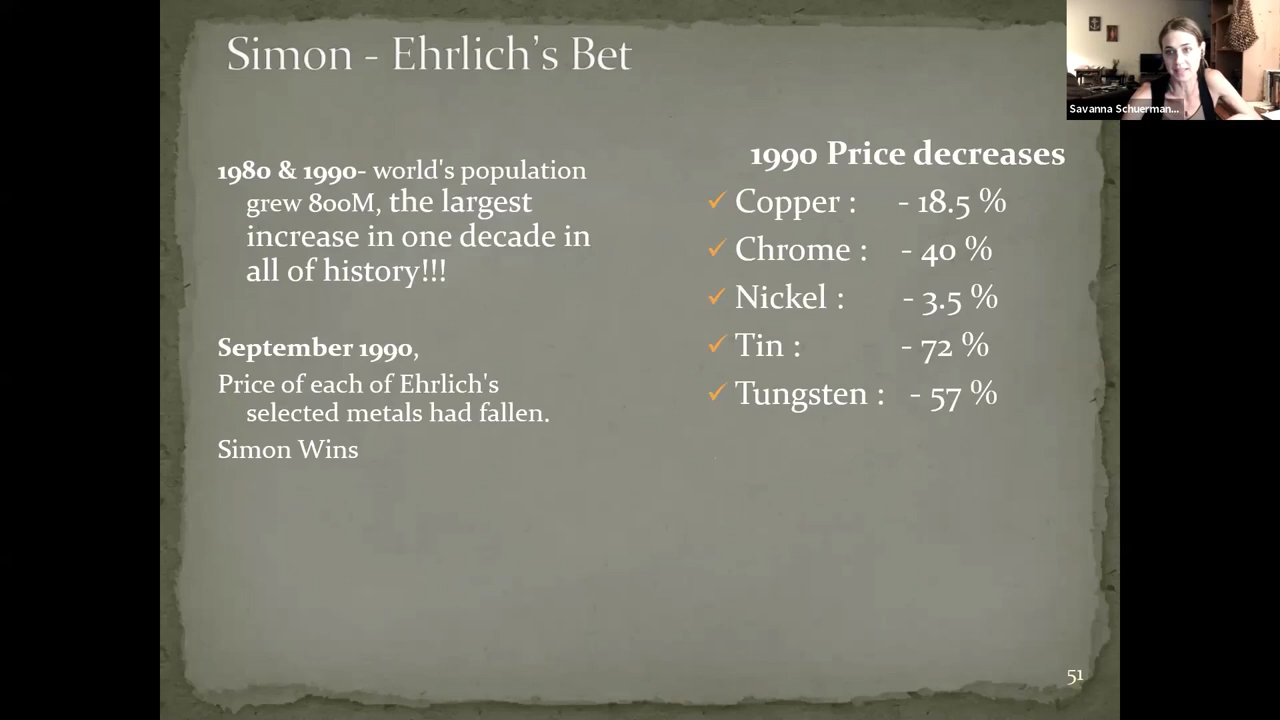 Simon - Ehrlich's Bet
Savanna Schuerman...
1980 & 1990- world's population
grew 800M, the largest
increase in one decade in
all of history!!!
September 1990,
Price of each of Ehrlich's
selected metals had fallen.
Simon Wins
1990 Price decreases
✓ Copper : - 18.5 %
✓ Chrome : - 40 %
✓ Nickel : - 3.5 %
✓ Tin : - 72 %
✓ Tungsten : - 57 %
51